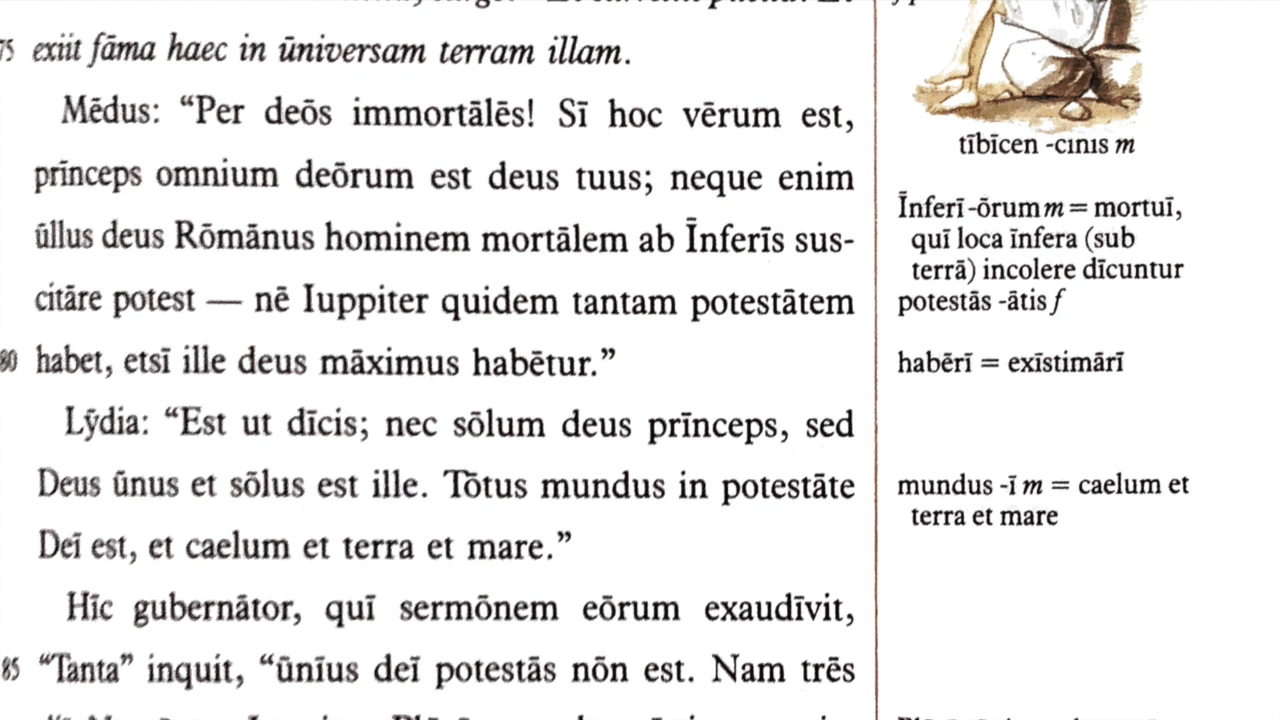 75 exiit fāma haec in ūniversam terram illam.
Mēdus: “Per deōs immortālēs! Sī hoc vērum est,
prīnceps omnium deōrum est deus tuus; neque enim
ūllus deus Rōmānus hominem mortālem ab Īnferīs sus-
citāre potest — nē Iuppiter quidem tantam potestātem
80 habet, etsī ille deus māximus habētur.”
Lȳdia: “Est ut dīcis; nec sōlum deus prīnceps, sed
Deus ūnus et sōlus est ille. Tōtus mundus in potestāte
Deī est, et caelum et terra et mare.”
Hīc gubernātor, quī sermōnem eōrum exaudīvit,
85 “Tanta” inquit, “ūnīus deī potestās nōn est. Nam trēs
tībīcen -cinis m
Īnferī -ōrum m = mortuī,
quī loca īnfera (sub
terrā) incolere dīcuntur
potestās -ātis f
habērī = exīstimārī
mundus -ī m = caelum et
terra et mare